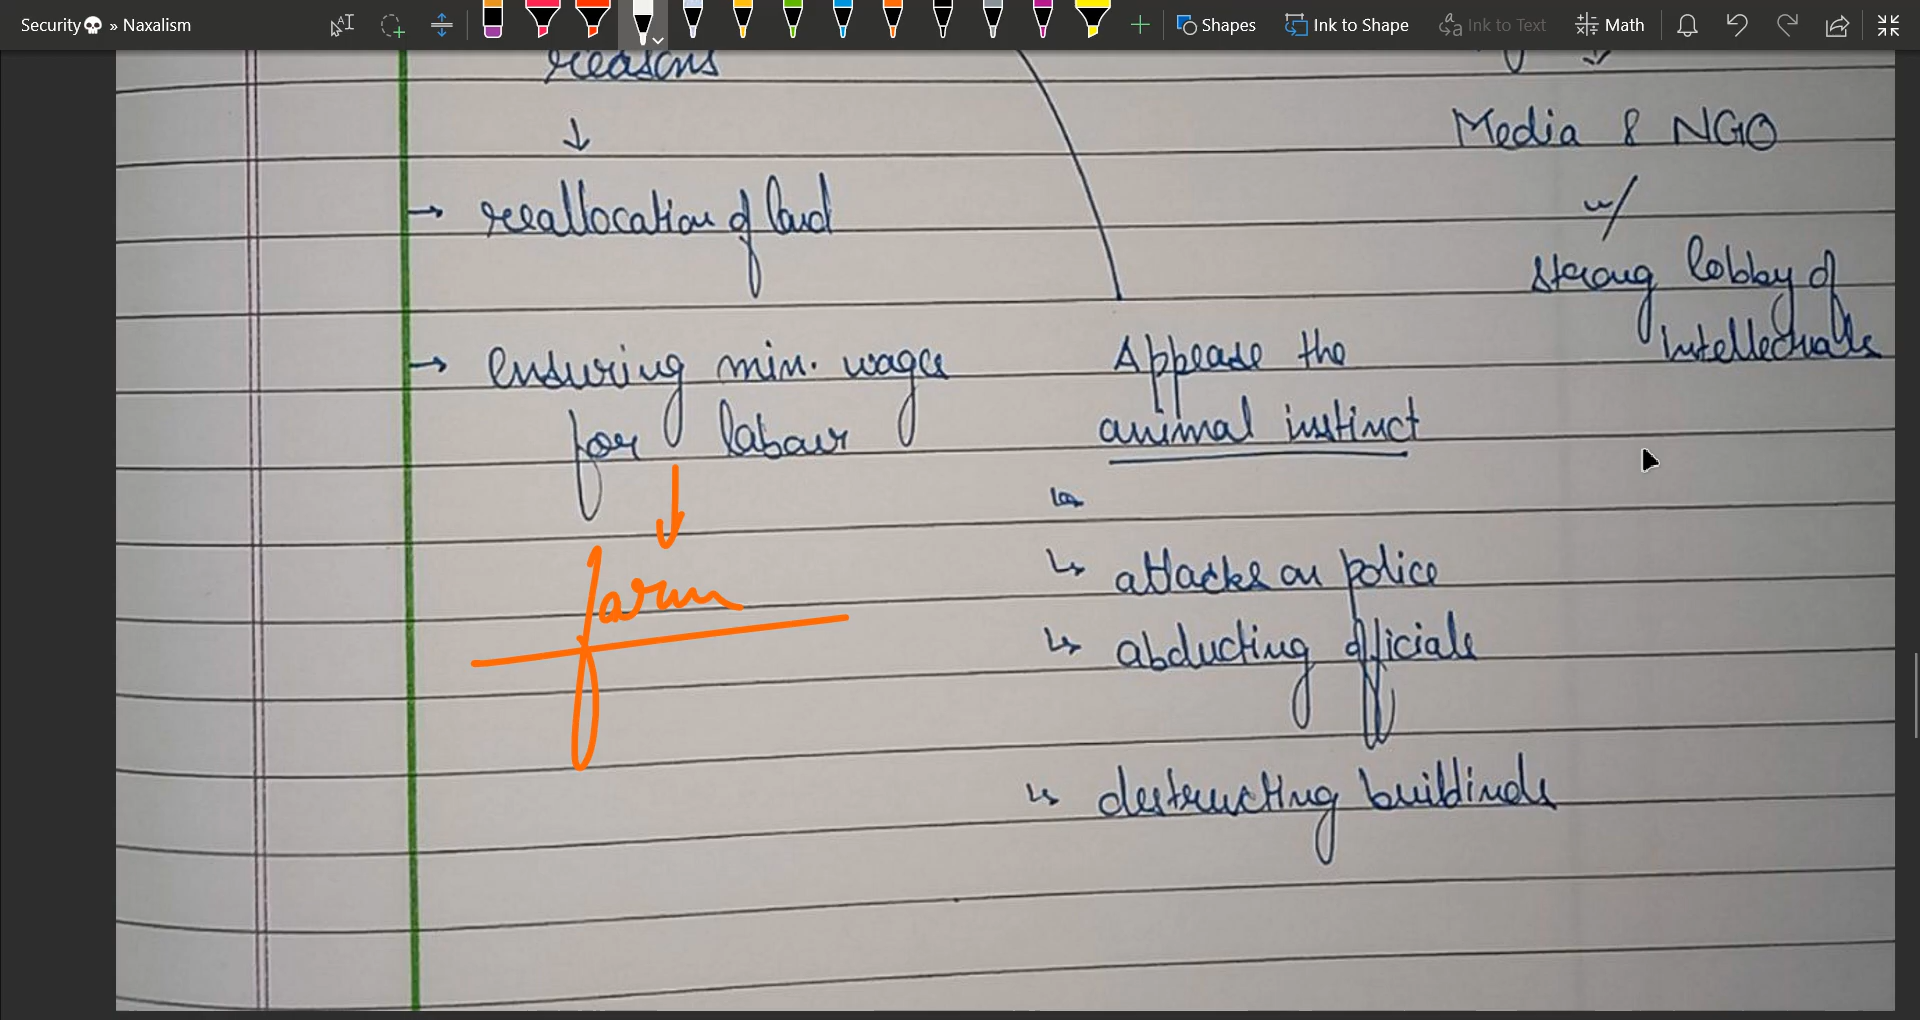 Security💀 » Naxalism
Shapes
Ink to Shape
Ink to Text
Math
reasons
↓
→ reallocation of land
→ ensuring min. wages
for labour
↓
farm
Appease the
animal instinct
↳
↳ attacks on police
↳ abducting officials
↳ destructing buildinds
Media & NGO
w/
strong lobby of
intellectuals